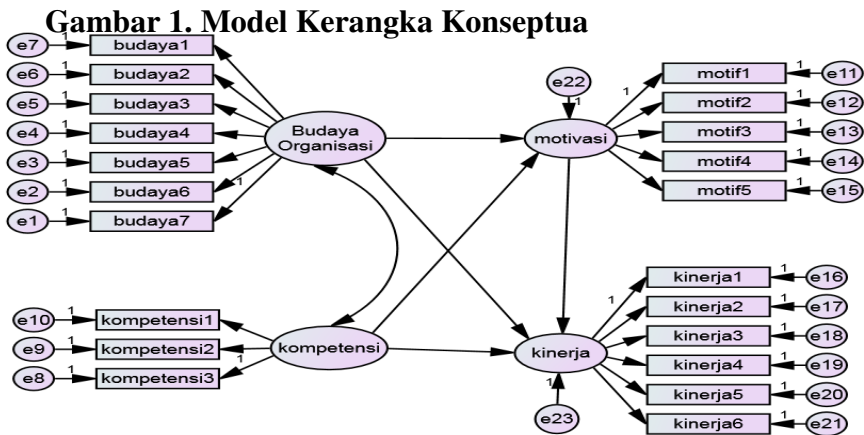 Gambar 1. Model Kerangka Konseptua
e7 1 budaya1
e6 1 budaya2
e5 1 budaya3
e4 1 budaya4
e3 1 budaya5
e2 1 budaya6
e1 1 budaya7
1
Budaya
Organisasi
e22
1
motivasi
1
motif1 1 e11
motif2 1 e12
motif3 1 e13
motif4 1 e14
motif5 1 e15
e10 1 kompetensi1
e9 1 kompetensi2
e8 1 kompetensi3
1
kompetensi
kinerja
1
e23
1
kinerja1 1 e16
kinerja2 1 e17
kinerja3 1 e18
kinerja4 1 e19
kinerja5 1 e20
kinerja6 1 e21